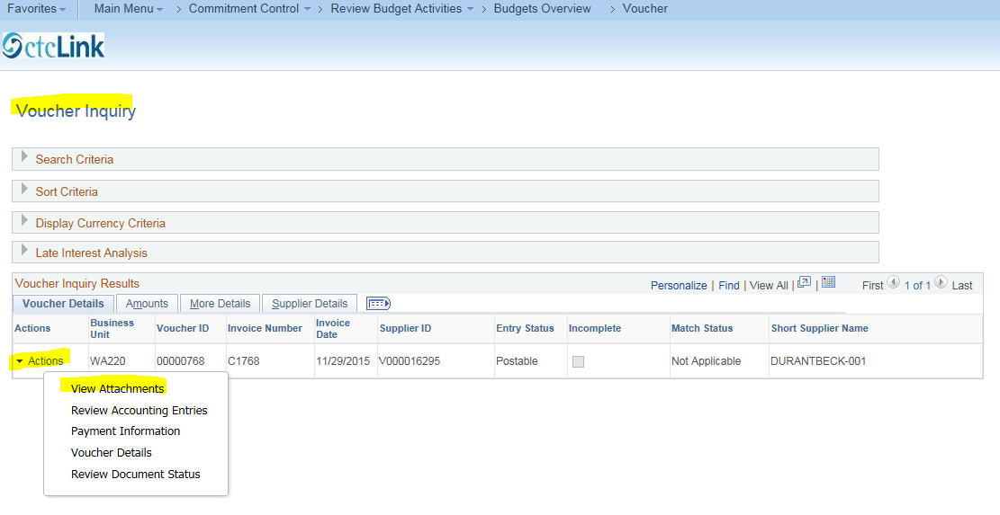 Favorites Main Menu > Commitment Control > Review Budget Activities > Budgets Overview > Voucher
ctcLink
Voucher Inquiry
Search Criteria
Sort Criteria
Display Currency Criteria
Late Interest Analysis
Voucher Inquiry Results Personalize | Find | View All | | First 1 of 1 Last
Voucher Details Amounts More Details Supplier Details
Actions Business Unit Voucher ID Invoice Number Invoice Date Supplier ID Entry Status Incomplete Match Status Short Supplier Name
Actions WA220 00000768 C1768 11/29/2015 V000016295 Postable Not Applicable DURANTBECK-001
View Attachments
Review Accounting Entries
Payment Information
Voucher Details
Review Document Status